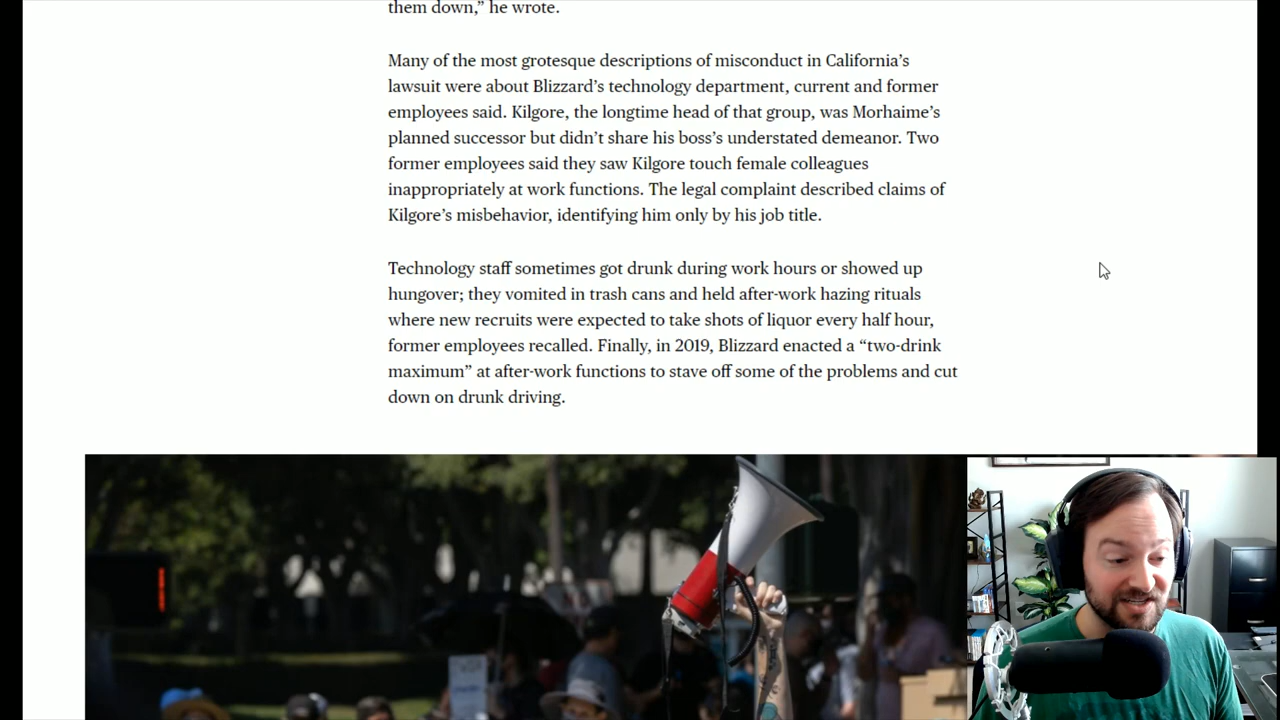 them down,” he wrote.
Many of the most grotesque descriptions of misconduct in California’s
lawsuit were about Blizzard’s technology department, current and former
employees said. Kilgore, the longtime head of that group, was Morhaime’s
planned successor but didn’t share his boss’s understated demeanor. Two
former employees said they saw Kilgore touch female colleagues
inappropriately at work functions. The legal complaint described claims of
Kilgore’s misbehavior, identifying him only by his job title.
Technology staff sometimes got drunk during work hours or showed up
hungover; they vomited in trash cans and held after-work hazing rituals
where new recruits were expected to take shots of liquor every half hour,
former employees recalled. Finally, in 2019, Blizzard enacted a “two-drink
maximum” at after-work functions to stave off some of the problems and cut
down on drunk driving.